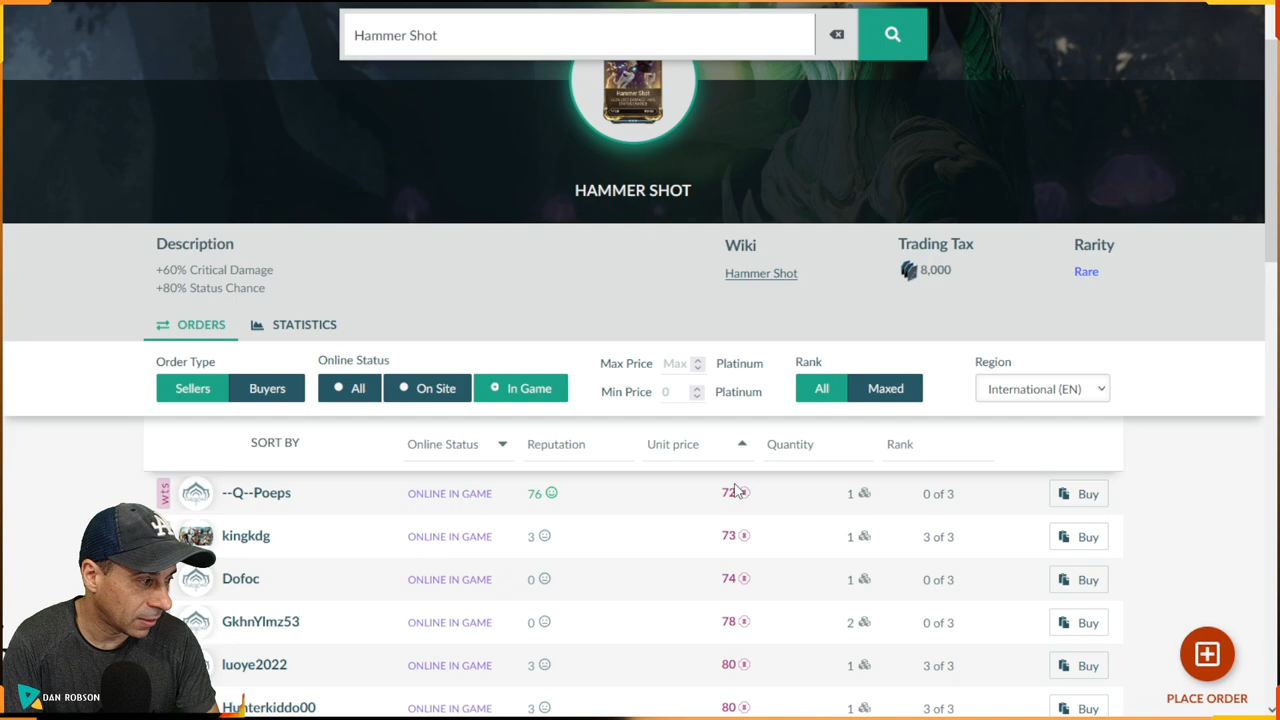 Hammer Shot
Hammer Shot
HAMMER SHOT
Description
+60% Critical Damage
+80% Status Chance
Wiki
Hammer Shot
Trading Tax
8,000
Rarity
Rare
ORDERS STATISTICS
Order Type
Sellers Buyers
Online Status
All On Site In Game
Max Price Max Platinum
Min Price 0 Platinum
Rank
All Maxed
Region
International (EN)
SORT BY Online Status Reputation Unit price Quantity Rank
wts --Q--Poeps ONLINE IN GAME 76 72 1 0 of 3 Buy
kingkdg ONLINE IN GAME 3 73 1 3 of 3 Buy
Dofoc ONLINE IN GAME 0 74 1 0 of 3 Buy
GkhnYlmz53 ONLINE IN GAME 0 78 2 0 of 3 Buy
luoye2022 ONLINE IN GAME 3 80 1 3 of 3 Buy
Hunterkiddo00 ONLINE IN GAME 3 80 1 3 of 3 Buy
PLACE ORDER
DAN ROBSON